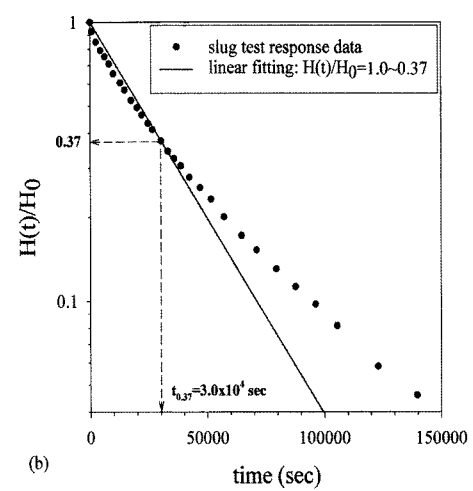 1
slug test response data
linear fitting: H(t)/H0=1.0~0.37
0.37
H(t)/H0
0.1
t0.37=3.0x10^4 sec
0 50000 100000 150000
(b)
time (sec)